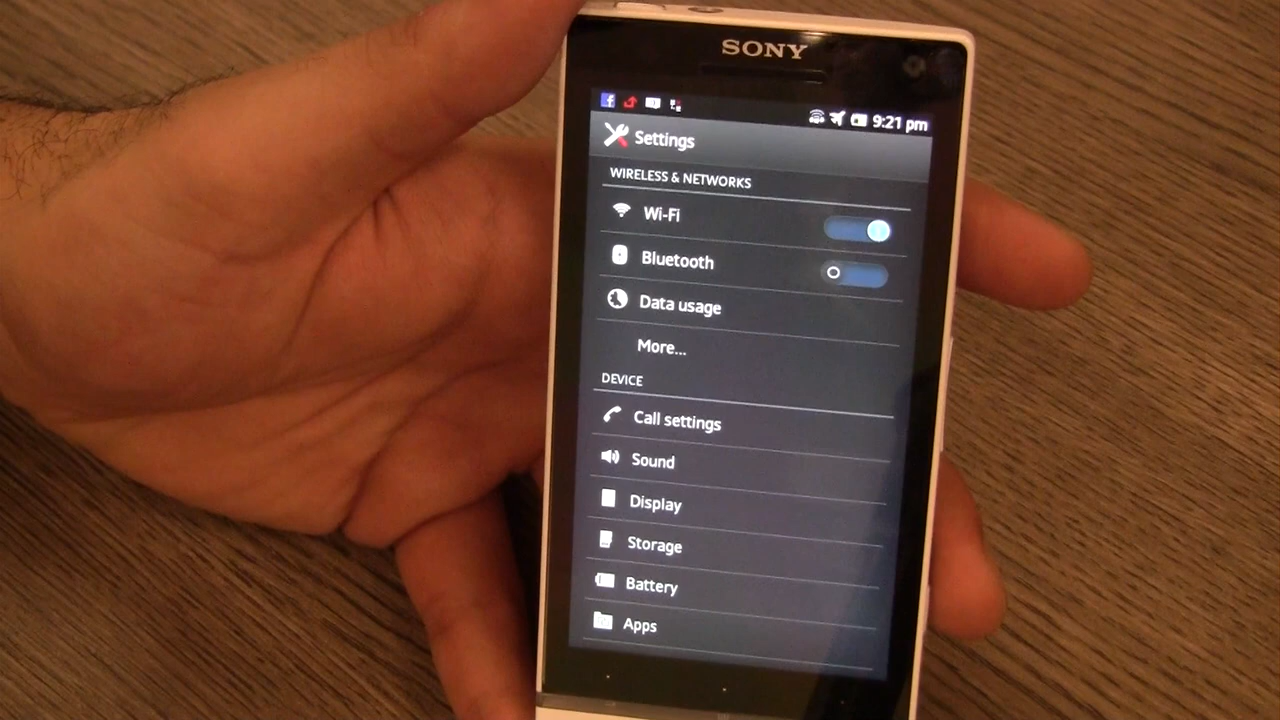 SONY
9:21 pm
Settings
WIRELESS & NETWORKS
Wi-Fi
Bluetooth
Data usage
More...
DEVICE
Call settings
Sound
Display
Storage
Battery
Apps